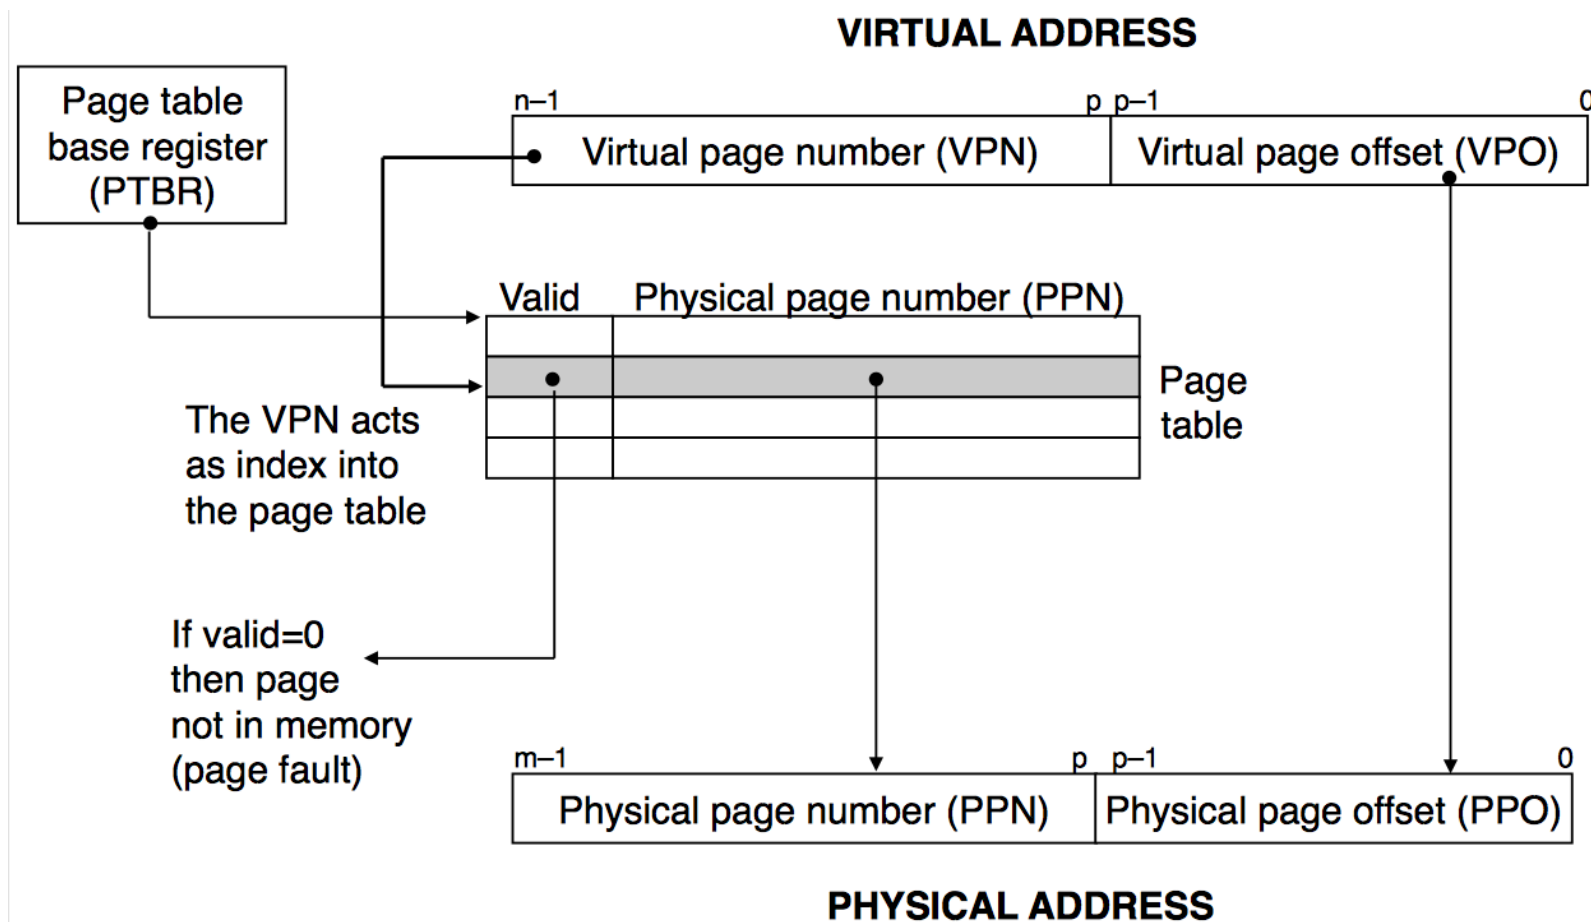 VIRTUAL ADDRESS
Page table
base register
(PTBR)
n–1
p p–1
0
Virtual page number (VPN)
Virtual page offset (VPO)
Valid
Physical page number (PPN)
Page
table
The VPN acts
as index into
the page table
If valid=0
then page
not in memory
(page fault)
m–1
p p–1
0
Physical page number (PPN)
Physical page offset (PPO)
PHYSICAL ADDRESS